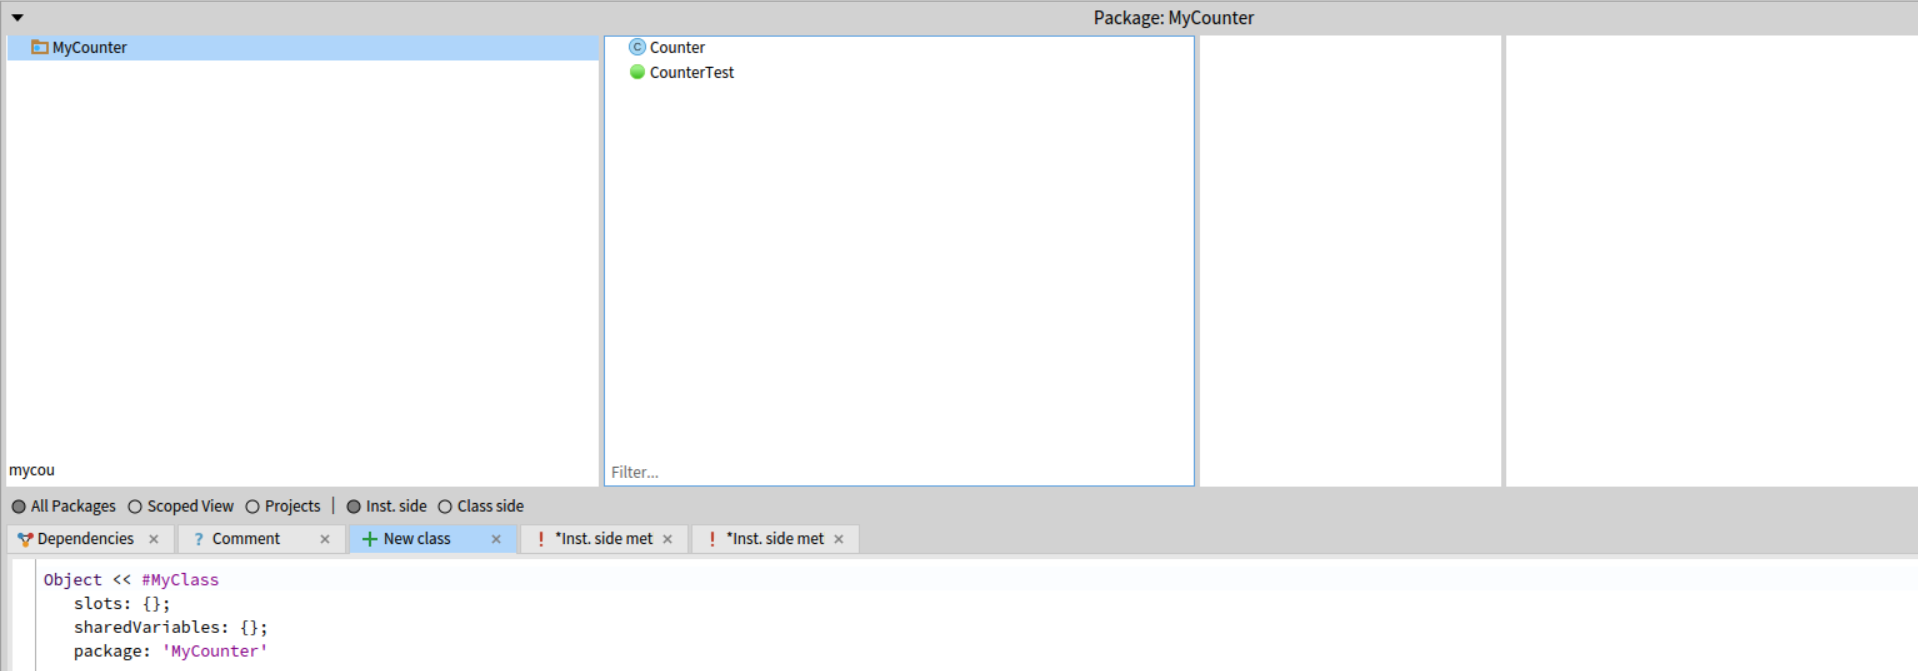 Package: MyCounter
MyCounter
C Counter
CounterTest
mycou
Filter...
All Packages Scoped View Projects | Inst. side Class side
Dependencies × ? Comment × + New class × ! *Inst. side met × ! *Inst. side met ×
Object << #MyClass
slots: {};
sharedVariables: {};
package: 'MyCounter'